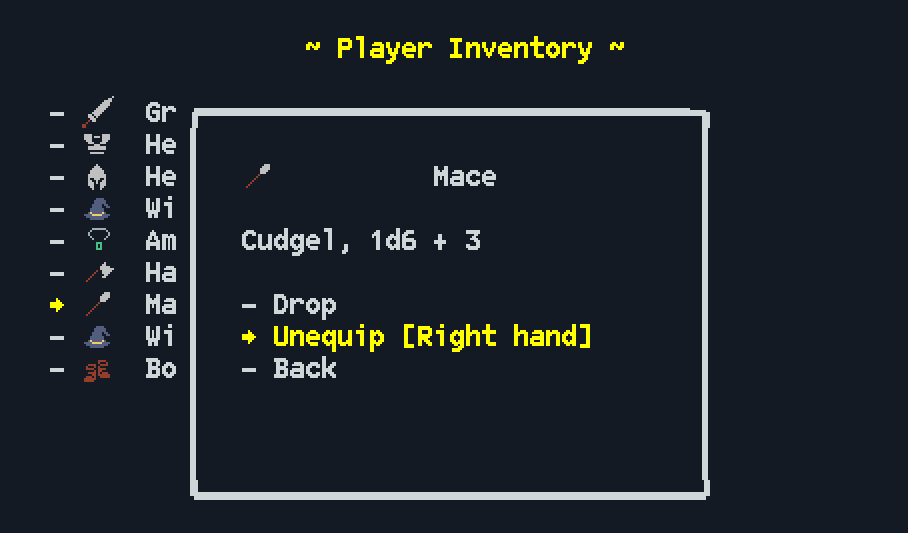 ~ Player Inventory ~
- Gr
- He
- He
- Wi
- Am
- Ha
→ Ma
- Wi
- Bo
Mace
Cudgel, 1d6 + 3
- Drop
→ Unequip [Right hand]
- Back